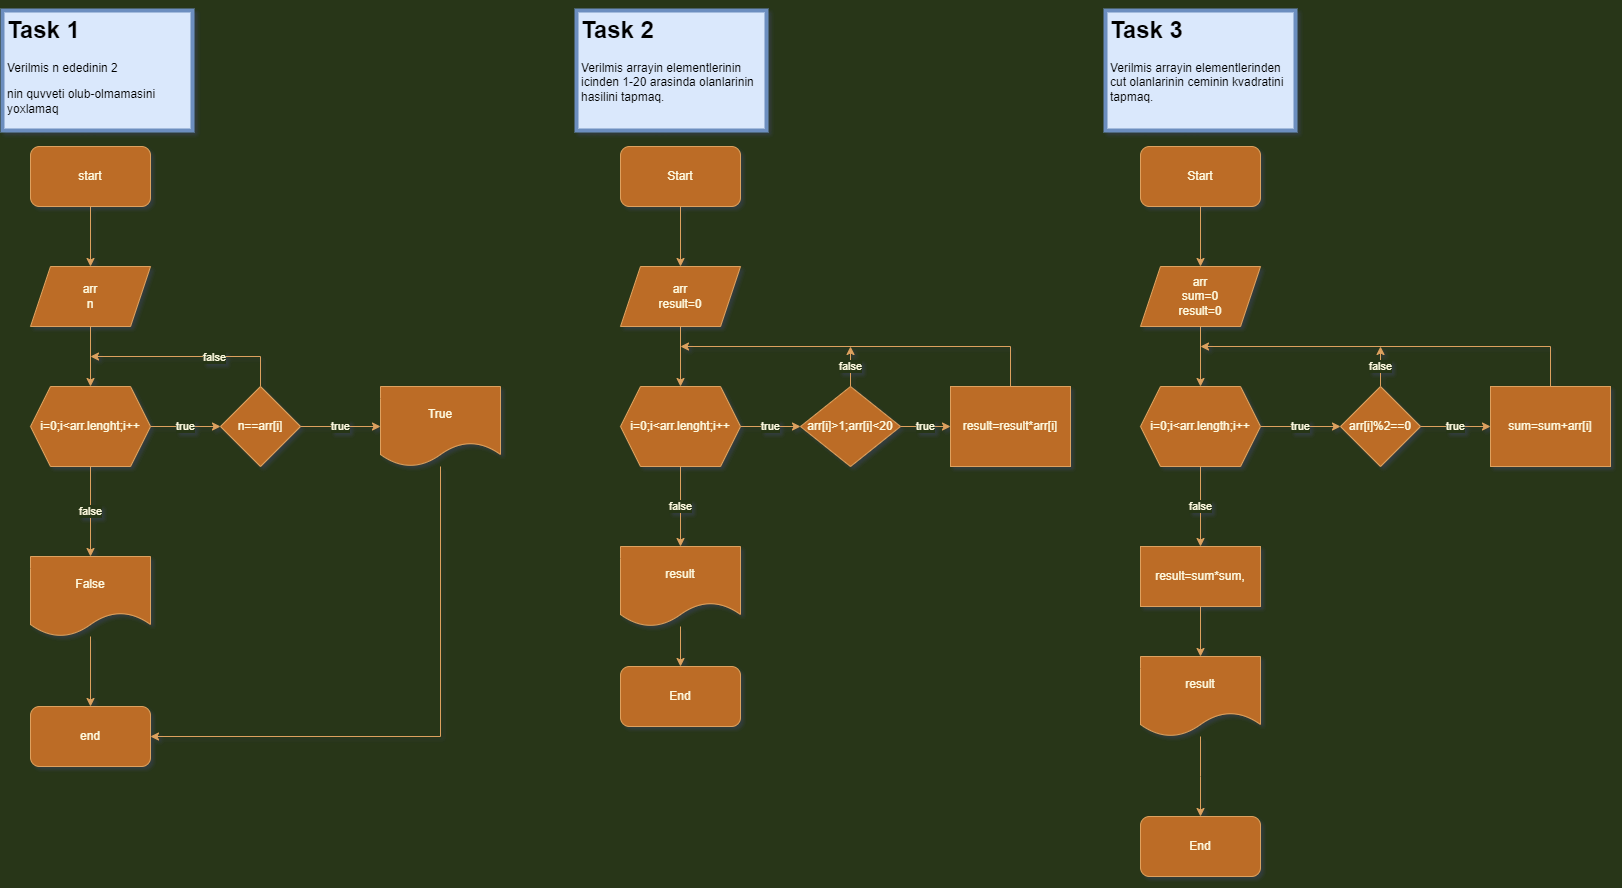 Task 1
Verilmis n ededinin 2
nin quvveti olub-olmamasini
yoxlamaq
start
arr
n
false
i=0;i<arr.lenght;i++
true
n==arr[i]
true
True
false
False
end
Task 2
Verilmis arrayin elementlerinin
icinden 1-20 arasinda olanlarinin
hasilini tapmaq.
Start
arr
result=0
false
i=0;i<arr.lenght;i++
true
arr[i]>1;arr[i]<20
true
result=result*arr[i]
false
result
End
Task 3
Verilmis arrayin elementlerinden
cut olanlarinin ceminin kvadratini
tapmaq.
Start
arr
sum=0
result=0
false
i=0;i<arr.length;i++
true
arr[i]%2==0
true
sum=sum+arr[i]
false
result=sum*sum,
result
End